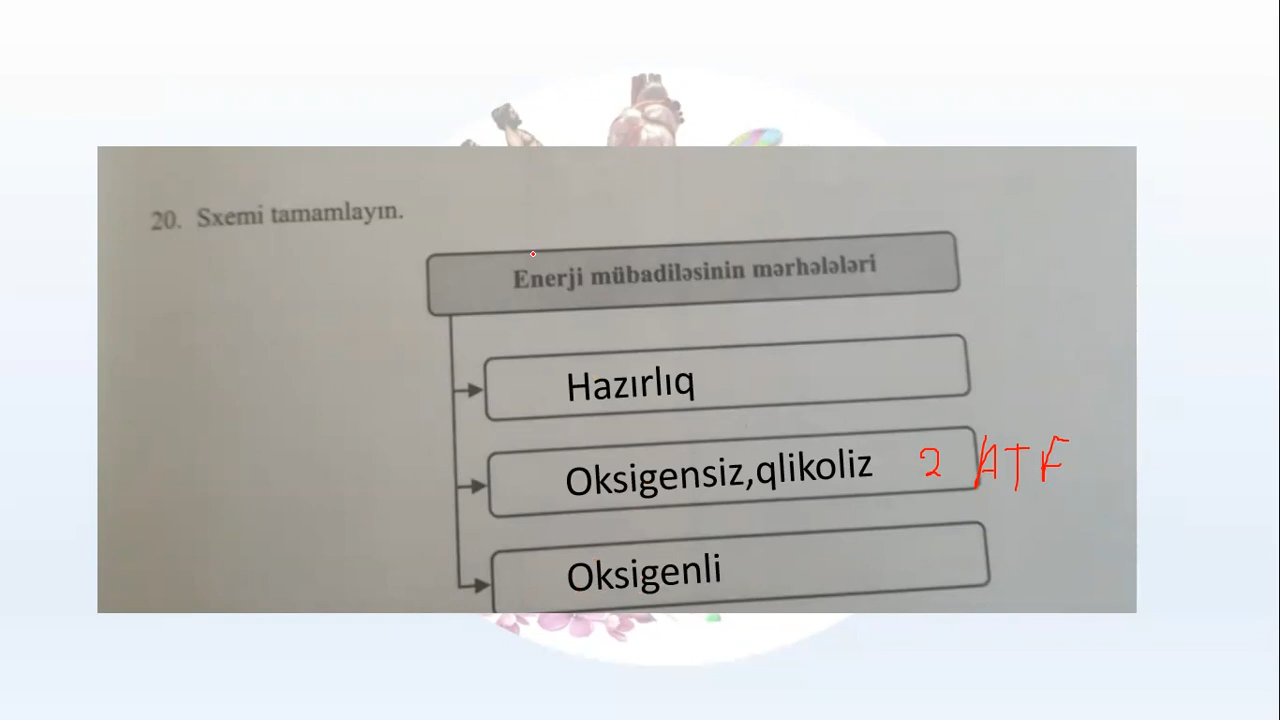 20. Sxemi tamamlayın.
Enerji mübadiləsinin mərhələləri
Hazırlıq
Oksigensiz,qlikoliz 2 ATF
Oksigenli